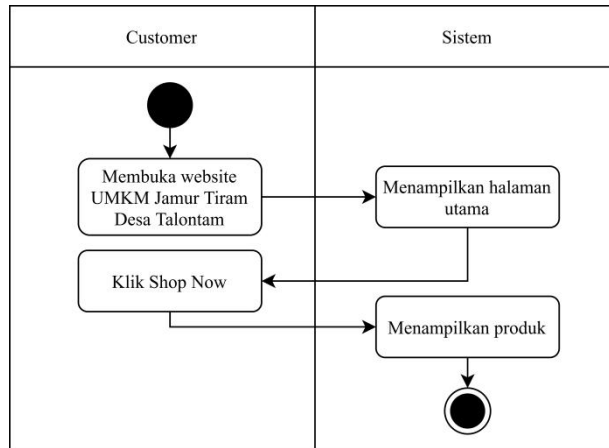 Customer
Sistem
Membuka website
UMKM Jamur Tiram
Desa Talontam
Menampilkan halaman
utama
Klik Shop Now
Menampilkan produk